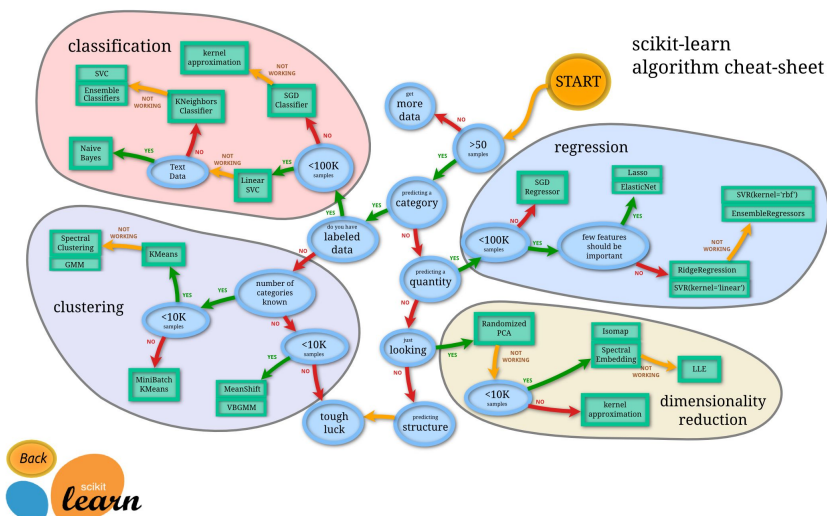 scikit-learn
algorithm cheat-sheet
START
classification
kernel
approximation
NOT
WORKING
SVC
Ensemble
Classifiers
NOT
WORKING
KNeighbors
Classifier
SGD
Classifier
NO
Naive
Bayes
YES
Text
Data
NO
NOT
WORKING
Linear
SVC
YES
<100K
samples
YES
get
more
data
NO
>50
samples
YES
predicting a
category
YES
NO
do you have
labeled
data
NO
predicting a
quantity
YES
NO
regression
SGD
Regressor
NO
<100K
samples
YES
Lasso
ElasticNet
YES
few features
should be
important
NO
SVR(kernel='rbf')
EnsembleRegressors
NOT
WORKING
RidgeRegression
SVR(kernel='linear')
clustering
Spectral
Clustering
GMM
NOT
WORKING
KMeans
YES
<10K
samples
NO
MiniBatch
KMeans
YES
number of
categories
known
NO
<10K
samples
YES
NO
MeanShift
VBGMM
tough
luck
just
looking
YES
NO
predicting
structure
Randomized
PCA
NOT
WORKING
<10K
samples
YES
NO
Isomap
Spectral
Embedding
NOT
WORKING
LLE
kernel
approximation
dimensionality
reduction
Back
scikit
learn